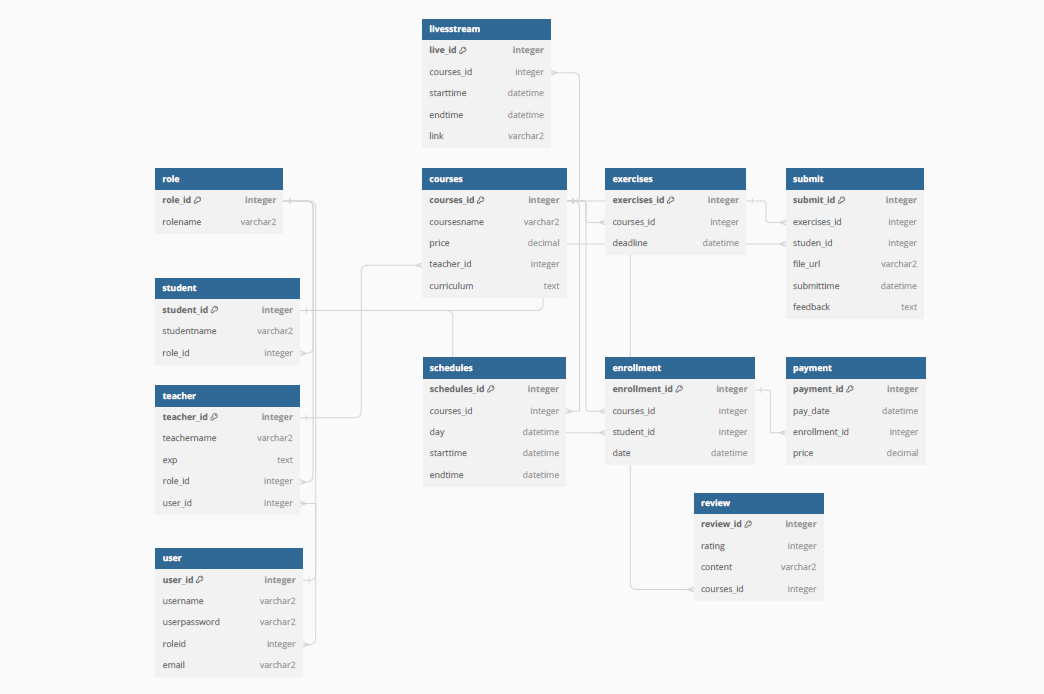 livesstream
live_id integer
courses_id integer
starttime datetime
endtime datetime
link varchar2
role
role_id integer
rolename varchar2
courses
courses_id integer
coursesname varchar2
price decimal
teacher_id integer
curriculum text
exercises
exercises_id integer
courses_id integer
deadline datetime
submit
submit_id integer
exercises_id integer
studen_id integer
file_url varchar2
submittime datetime
feedback text
student
student_id integer
studentname varchar2
role_id integer
teacher
teacher_id integer
teachername varchar2
exp text
role_id integer
user_id integer
schedules
schedules_id integer
courses_id integer
day datetime
starttime datetime
endtime datetime
enrollment
enrollment_id integer
courses_id integer
student_id integer
date datetime
payment
payment_id integer
pay_date datetime
enrollment_id integer
price decimal
review
review_id integer
rating integer
content varchar2
courses_id integer
user
user_id integer
username varchar2
userpassword varchar2
roleid integer
email varchar2